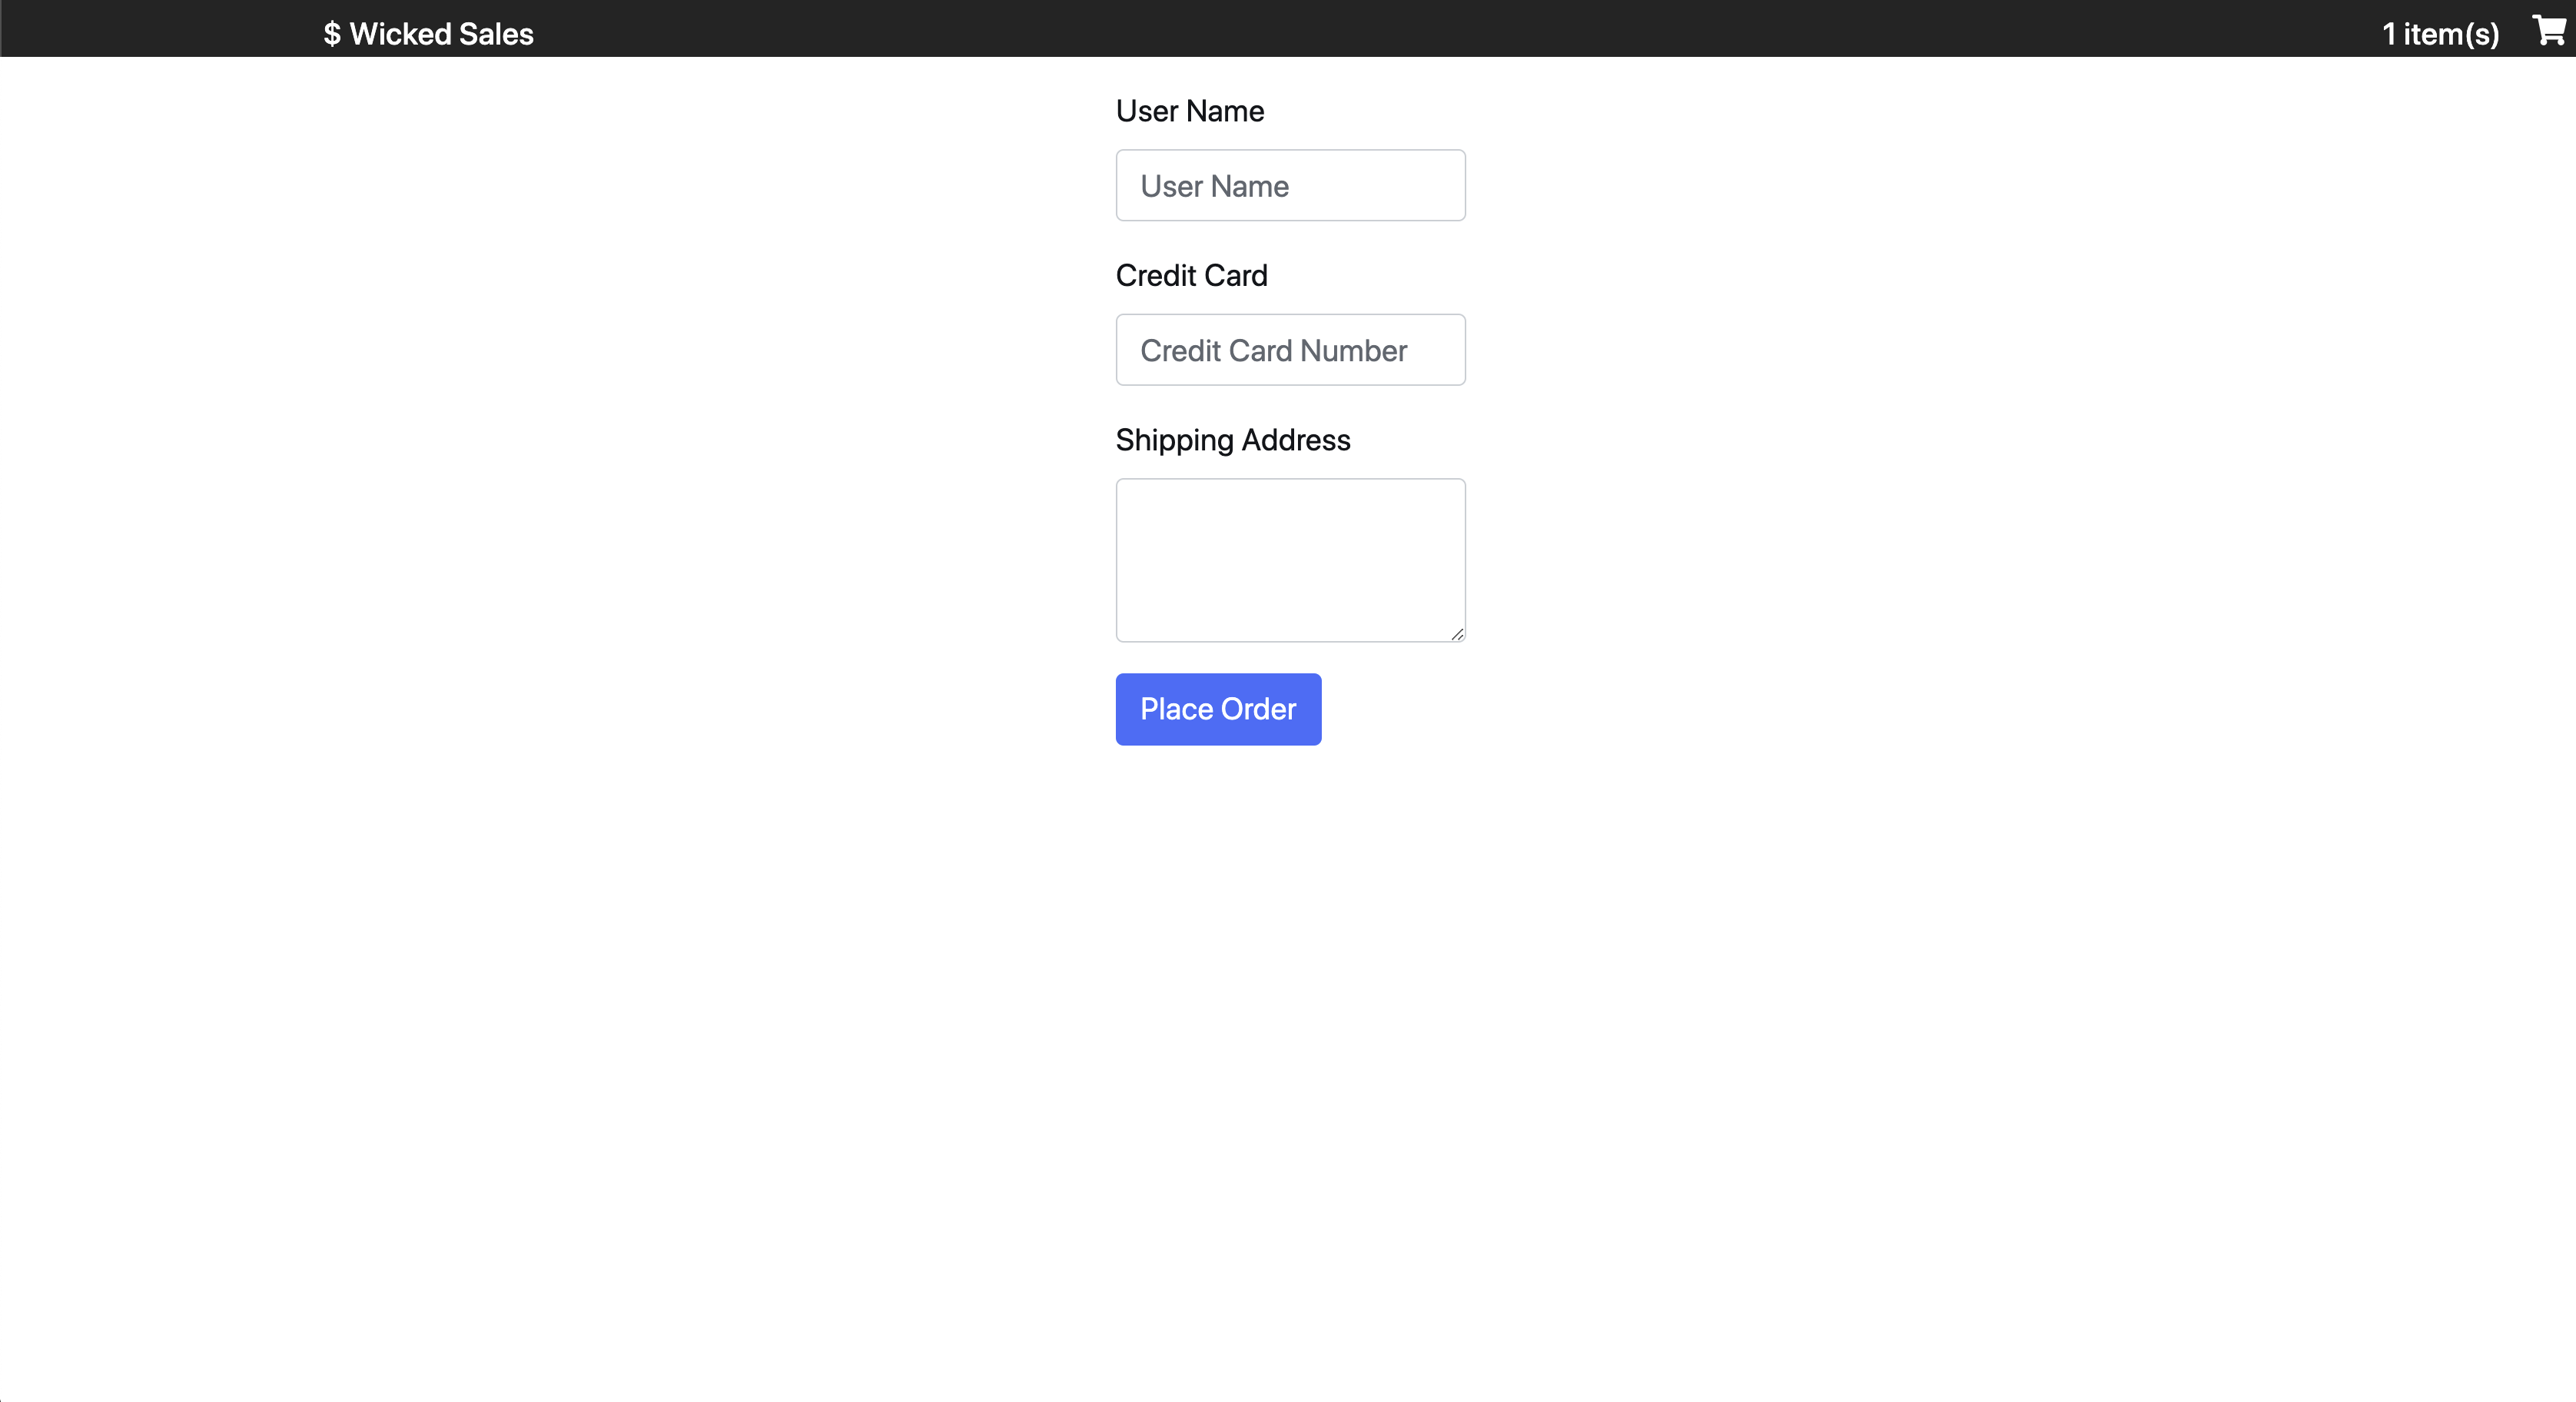 $ Wicked Sales
1 item(s)
User Name
User Name
Credit Card
Credit Card Number
Shipping Address
Place Order